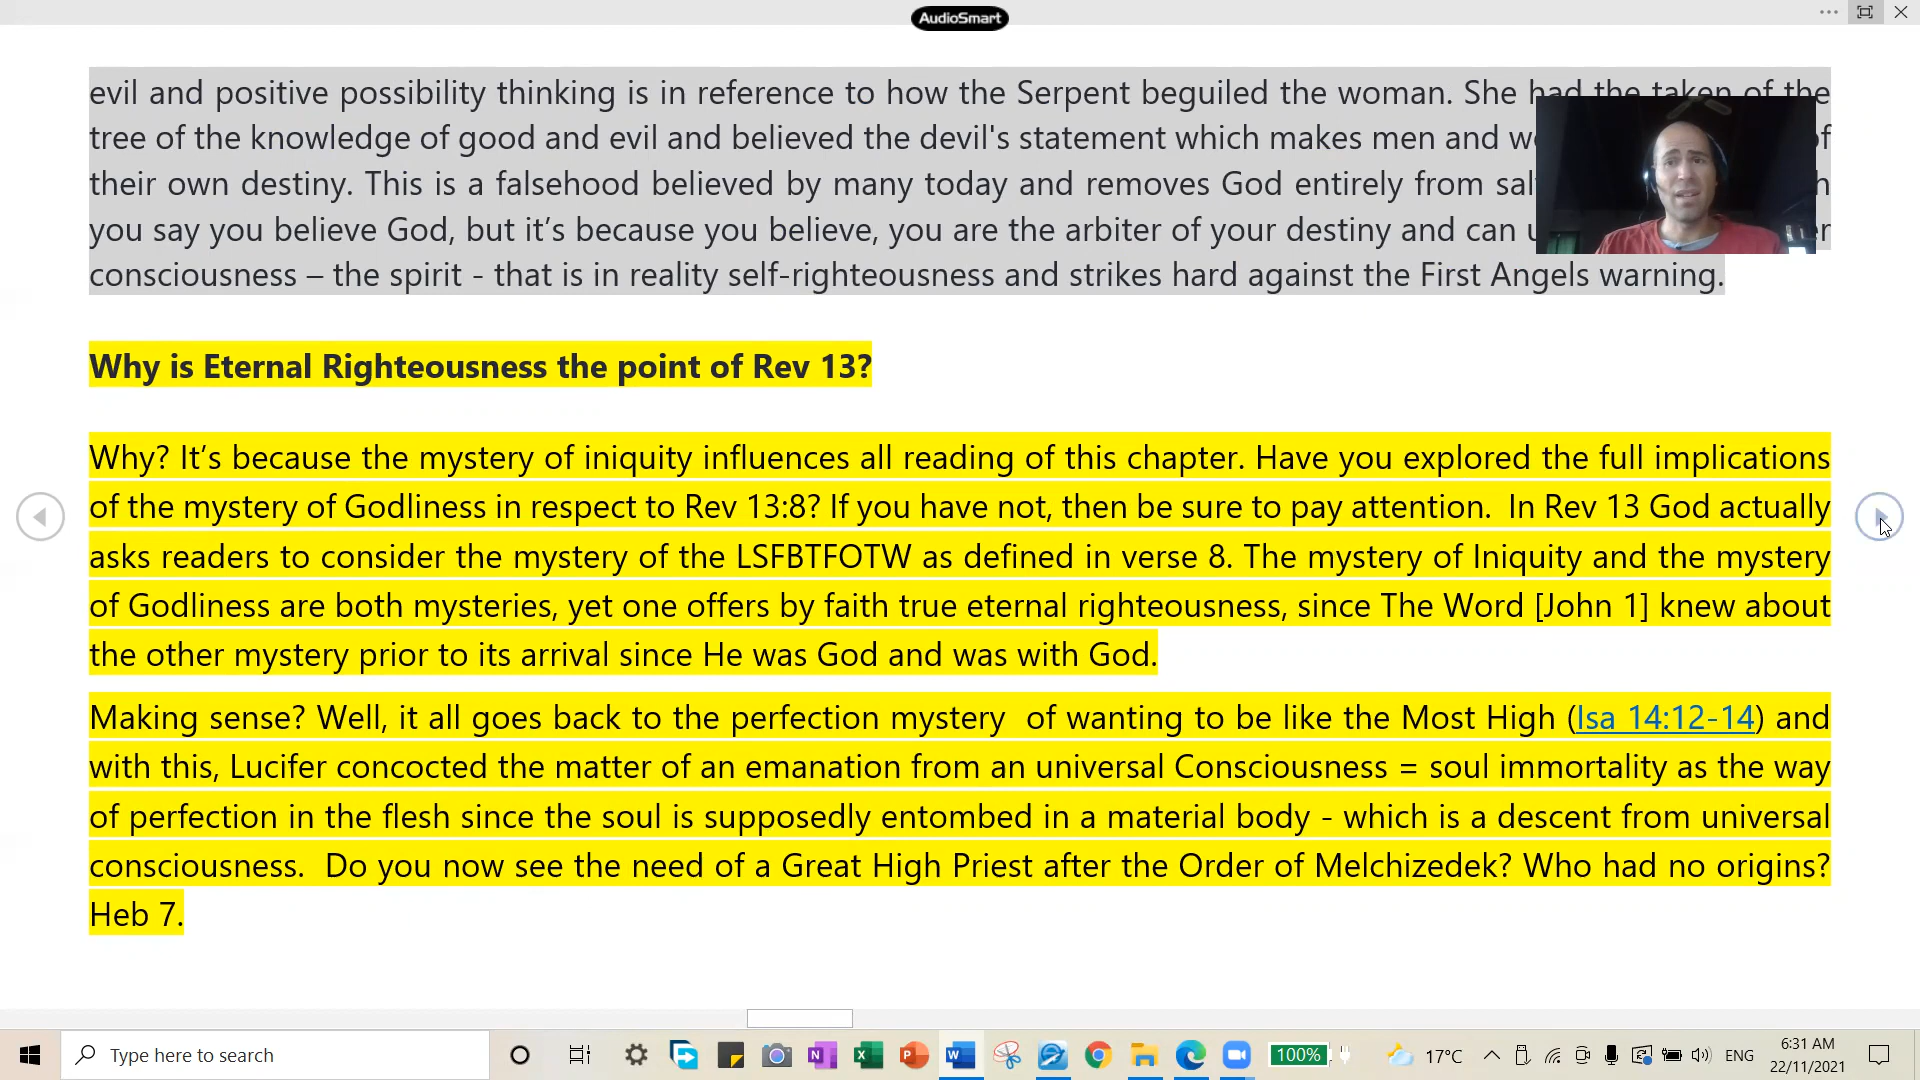 AudioSmart
evil and positive possibility thinking is in reference to how the Serpent beguiled the woman. She had the taken of the
tree of the knowledge of good and evil and believed the devil's statement which makes men and of
their own destiny. This is a falsehood believed by many today and removes God entirely from
you say you believe God, but it’s because you believe, you are the arbiter of your destiny and can
consciousness – the spirit - that is in reality self-righteousness and strikes hard against the First Angels warning.
Why is Eternal Righteousness the point of Rev 13?
Why? It’s because the mystery of iniquity influences all reading of this chapter. Have you explored the full implications
of the mystery of Godliness in respect to Rev 13:8? If you have not, then be sure to pay attention. In Rev 13 God actually
asks readers to consider the mystery of the LSFBTFOTW as defined in verse 8. The mystery of Iniquity and the mystery
of Godliness are both mysteries, yet one offers by faith true eternal righteousness, since The Word [John 1] knew about
the other mystery prior to its arrival since He was God and was with God.
Making sense? Well, it all goes back to the perfection mystery of wanting to be like the Most High (Isa 14:12-14) and
with this, Lucifer concocted the matter of an emanation from an universal Consciousness = soul immortality as the way
of perfection in the flesh since the soul is supposedly entombed in a material body - which is a descent from universal
consciousness. Do you now see the need of a Great High Priest after the Order of Melchizedek? Who had no origins?
Heb 7.
Type here to search
100%
17°C
ENG
6:31 AM
22/11/2021